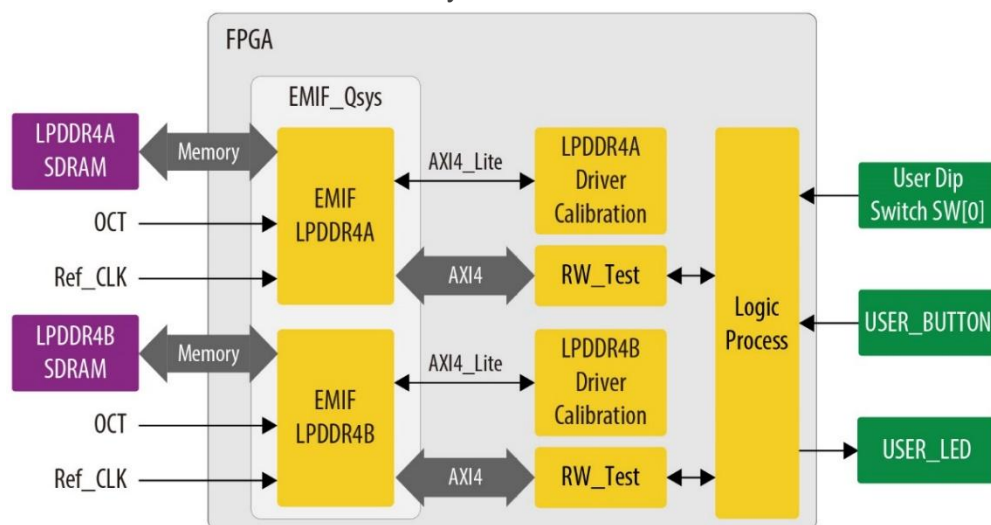 FPGA
EMIF_Qsys
LPDDR4A
SDRAM
Memory
OCT
Ref_CLK
EMIF
LPDDR4A
AXI4_Lite
LPDDR4A
Driver
Calibration
AXI4
RW_Test
LPDDR4B
SDRAM
Memory
OCT
Ref_CLK
EMIF
LPDDR4B
AXI4_Lite
LPDDR4B
Driver
Calibration
AXI4
RW_Test
Logic
Process
User Dip
Switch SW[0]
USER_BUTTON
USER_LED